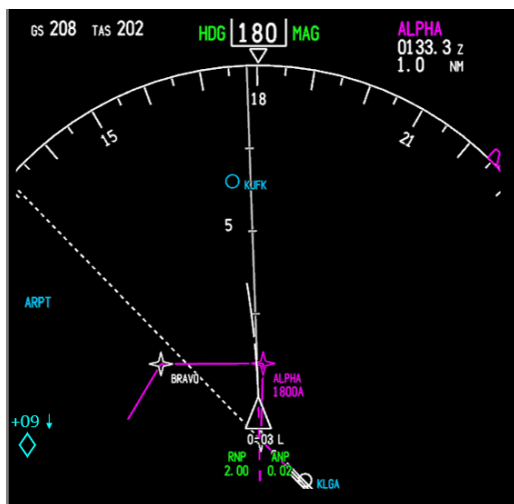 GS 208 TAS 202
HDG 180 MAG
ALPHA
0133.3 Z
1.0 NM
15
18
21
KUFK
5
ARPT
BRAVO
ALPHA
1800A
+09 ↓
0-03 L
RNP ANP
2.00 0.02
KLGA